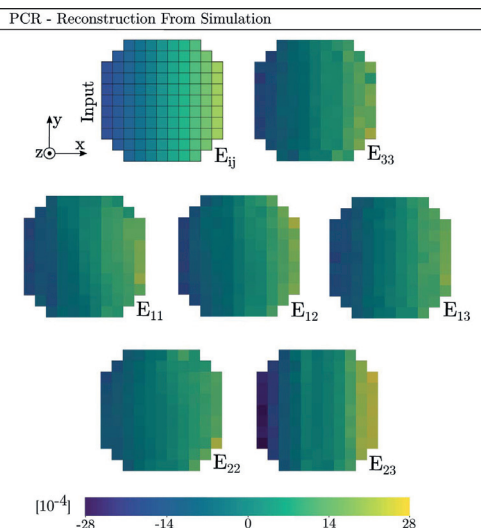 PCR - Reconstruction From Simulation
Input
y
z x
E_ij
E_33
E_11
E_12
E_13
E_22
E_23
[10^-4]
-28 -14 0 14 28